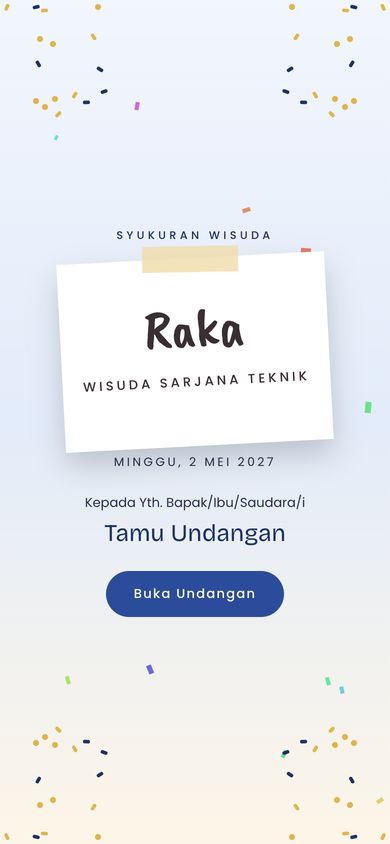 SYUKURAN WISUDA
Raka
WISUDA SARJANA TEKNIK
MINGGU, 2 MEI 2027
Kepada Yth. Bapak/Ibu/Saudara/i
Tamu Undangan
Buka Undangan